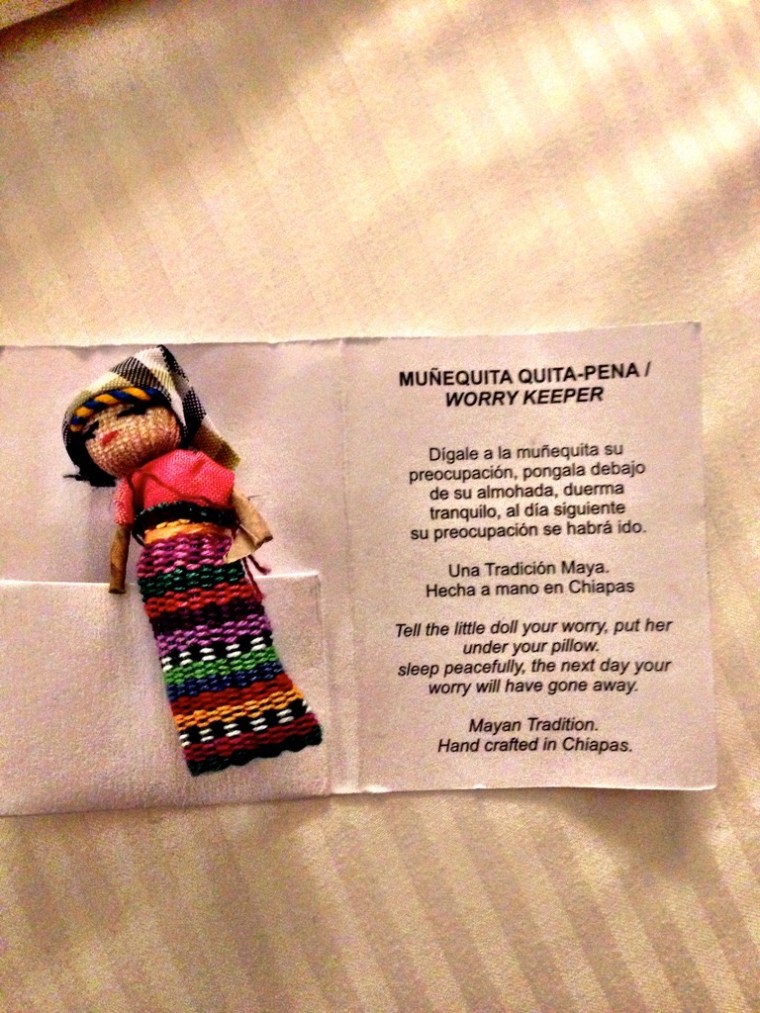 MUÑEQUITA QUITA-PENA /
WORRY KEEPER
Dígale a la muñequita su
preocupación, pongala debajo
de su almohada, duerma
tranquilo, al día siguiente
su preocupación se habrá ido.
Una Tradición Maya.
Hecha a mano en Chiapas
Tell the little doll your worry, put her
under your pillow.
sleep peacefully, the next day your
worry will have gone away.
Mayan Tradition.
Hand crafted in Chiapas.